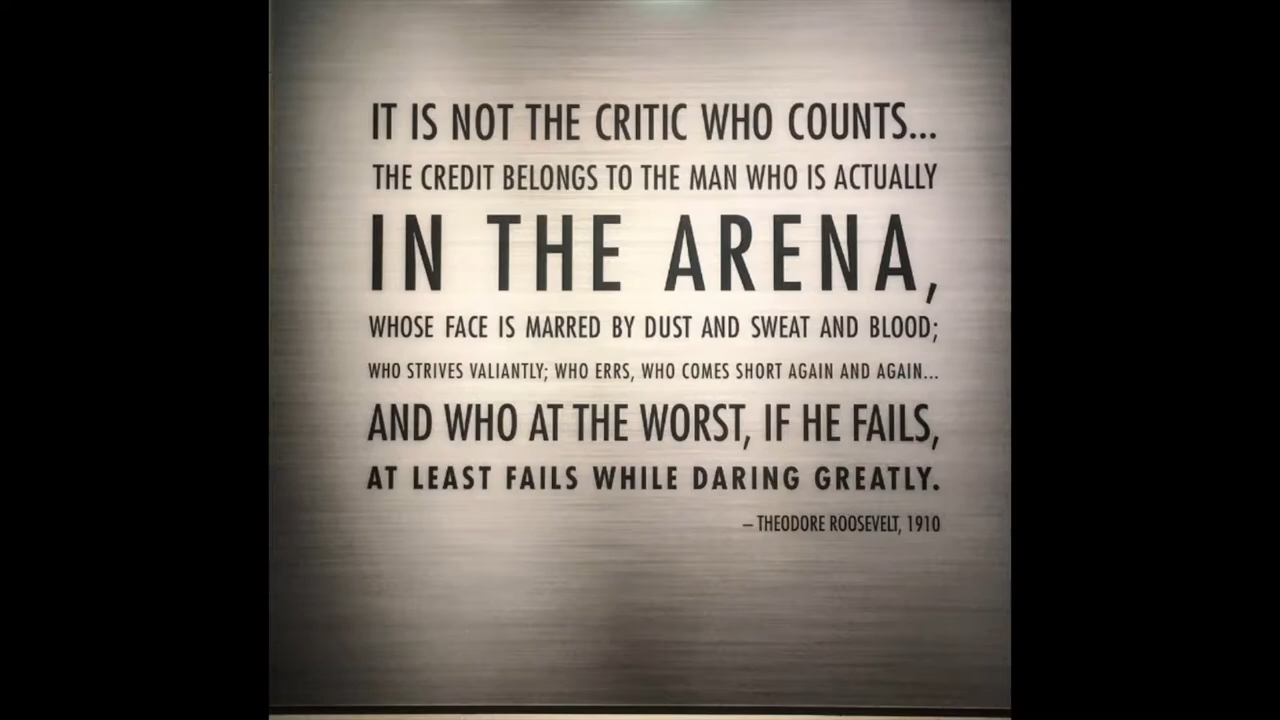 IT IS NOT THE CRITIC WHO COUNTS...
THE CREDIT BELONGS TO THE MAN WHO IS ACTUALLY
IN THE ARENA,
WHOSE FACE IS MARRED BY DUST AND SWEAT AND BLOOD;
WHO STRIVES VALIANTLY; WHO ERRS, WHO COMES SHORT AGAIN AND AGAIN...
AND WHO AT THE WORST, IF HE FAILS,
AT LEAST FAILS WHILE DARING GREATLY.
– THEODORE ROOSEVELT, 1910